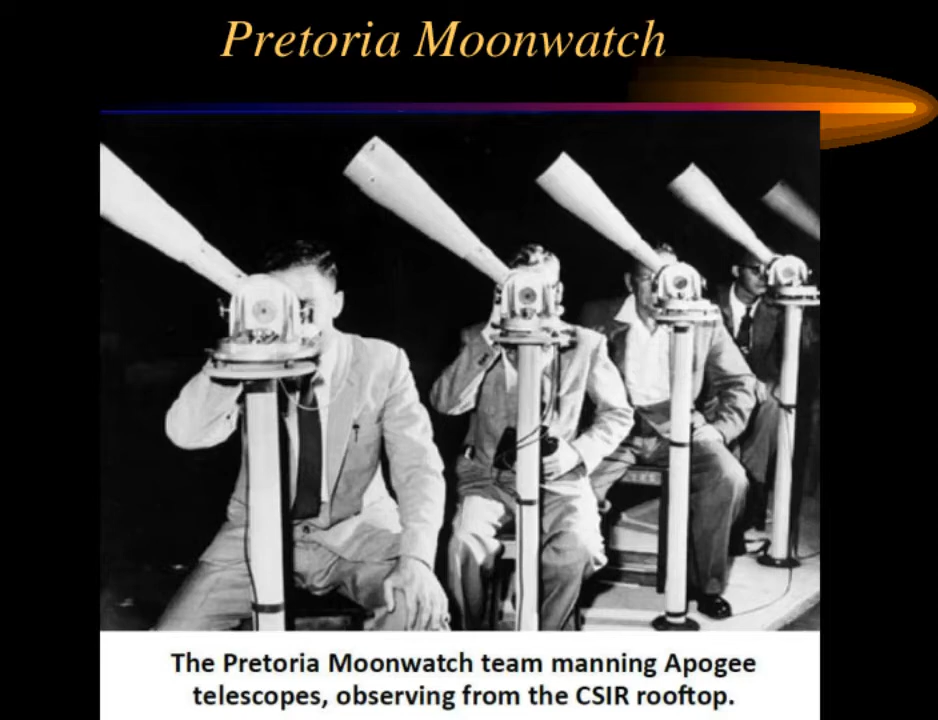 Pretoria Moonwatch
The Pretoria Moonwatch team manning Apogee
telescopes, observing from the CSIR rooftop.